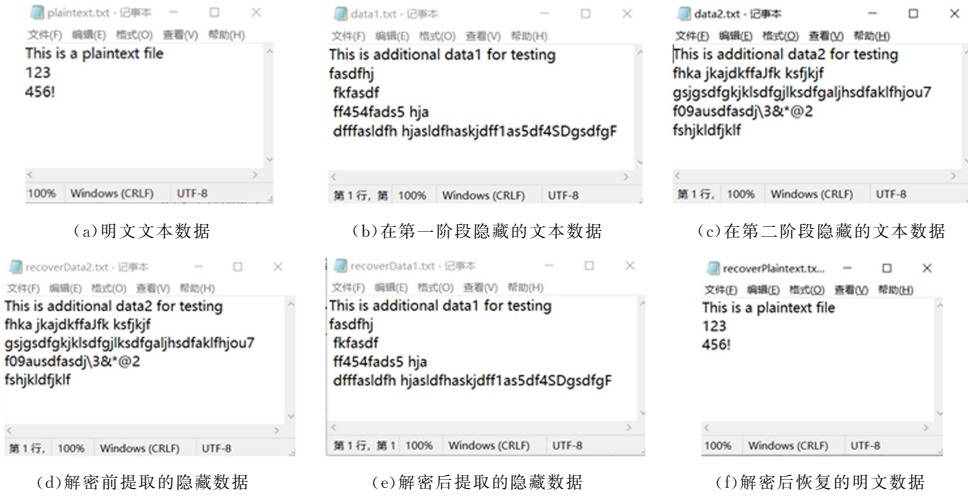 plaintext.txt - 记事本
文件(F) 编辑(E) 格式(O) 查看(V) 帮助(H)
This is a plaintext file
123
456!
100% Windows (CRLF) UTF-8
(a)明文文本数据
data1.txt - 记事本
文件(F) 编辑(E) 格式(O) 查看(V) 帮助(H)
This is additional data1 for testing
fasdfhj
fkfasdf
ff454fads5 hja
dfffasldfh hjasldfhaskjdff1as5df4SDgsdfgF
第 1 行, 第 100% Windows (CRLF) UTF-8
(b)在第一阶段隐藏的文本数据
data2.txt - 记事本
文件(F) 编辑(E) 格式(O) 查看(V) 帮助(H)
This is additional data2 for testing
fhka jkajdkffaJfk ksfjkjf
gsjgsdfgkjklsdfgjlksdfgaljhsdfaklfhjou7
f09ausdfasdj\3&*@2
fshjkldfjklf
第 1 行, 100% Windows (CRLF) UTF-8
(c)在第二阶段隐藏的文本数据
recoverData2.txt - 记事本
文件(F) 编辑(E) 格式(O) 查看(V) 帮助(H)
This is additional data2 for testing
fhka jkajdkffaJfk ksfjkjf
gsjgsdfgkjklsdfgjlksdfgaljhsdfaklfhjou7
f09ausdfasdj\3&*@2
fshjkldfjklf
第 1 行, 100% Windows (CRLF) UTF-8
(d)解密前提取的隐藏数据
recoverData1.txt - 记事本
文件(F) 编辑(E) 格式(O) 查看(V) 帮助(H)
This is additional data1 for testing
fasdfhj
fkfasdf
ff454fads5 hja
dfffasldfh hjasldfhaskjdff1as5df4SDgsdfgF
第 1 行, 第 1 100% Windows (CRLF) UTF-8
(e)解密后提取的隐藏数据
recoverPlaintext.tx...
文件(F) 编辑(E) 格式(O) 查看(V) 帮助(H)
This is a plaintext file
123
456!
100% Windows (CRLF) UTF-8
(f)解密后恢复的明文数据